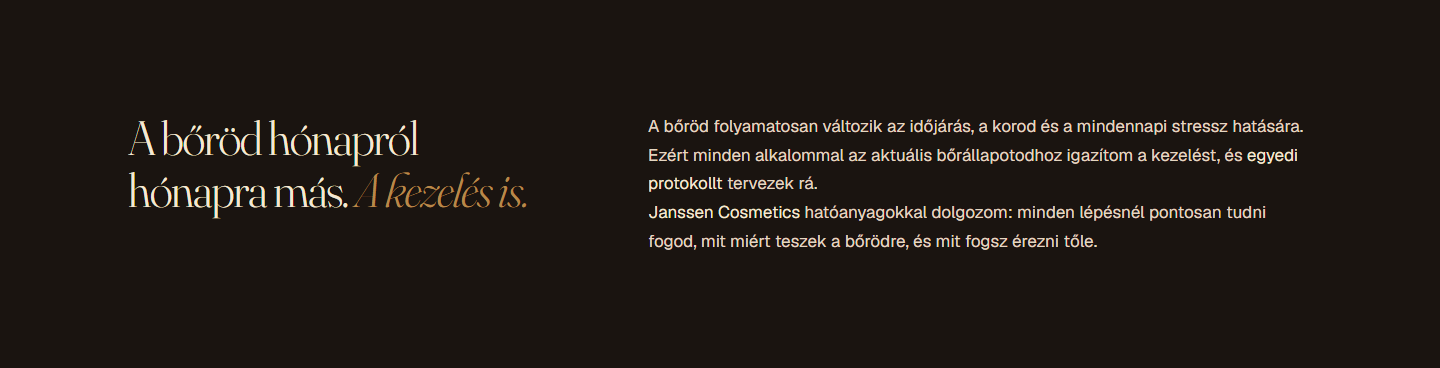 A bőröd hónapról
hónapra más. A kezelés is.
A bőröd folyamatosan változik az időjárás, a korod és a mindennapi stressz hatására.
Ezért minden alkalommal az aktuális bőrállapotodhoz igazítom a kezelést, és egyedi
protokollt tervezek rá.
Janssen Cosmetics hatóanyagokkal dolgozom: minden lépésnél pontosan tudni
fogod, mit miért teszek a bőrödre, és mit fogsz érezni tőle.